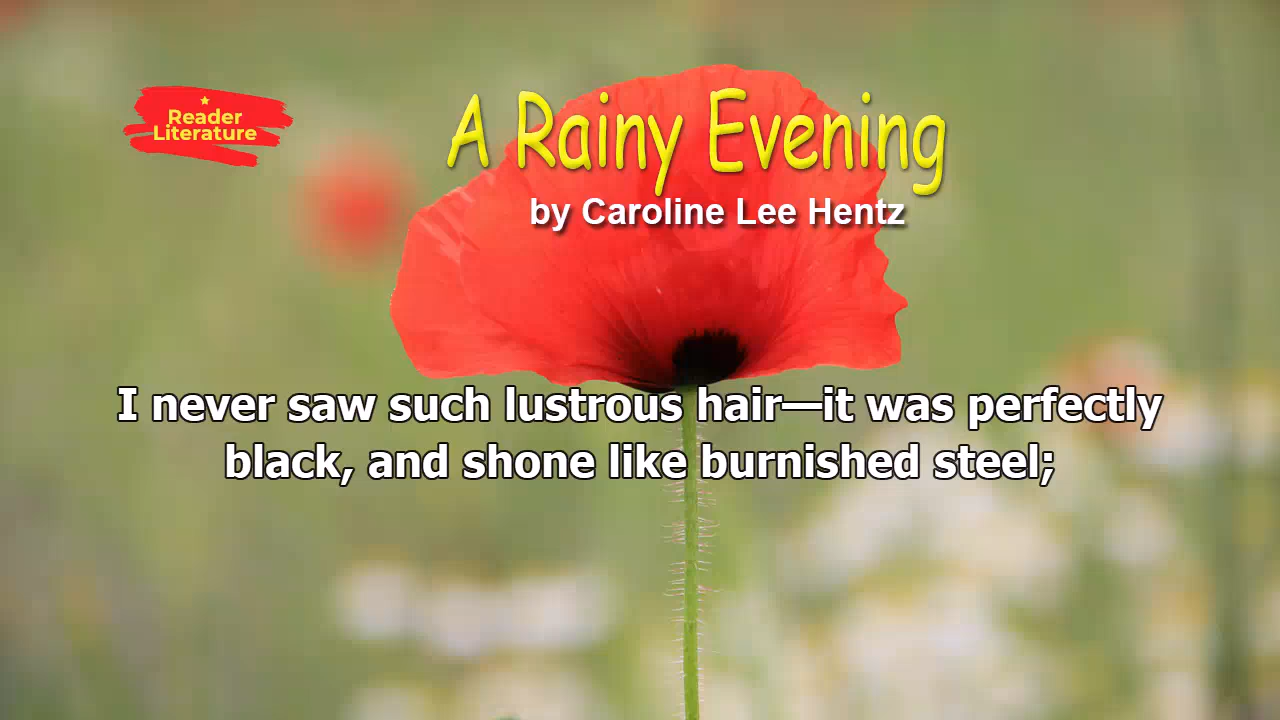 Reader
Literature
A Rainy Evening
by Caroline Lee Hentz
I never saw such lustrous hair—it was perfectly
black, and shone like burnished steel;